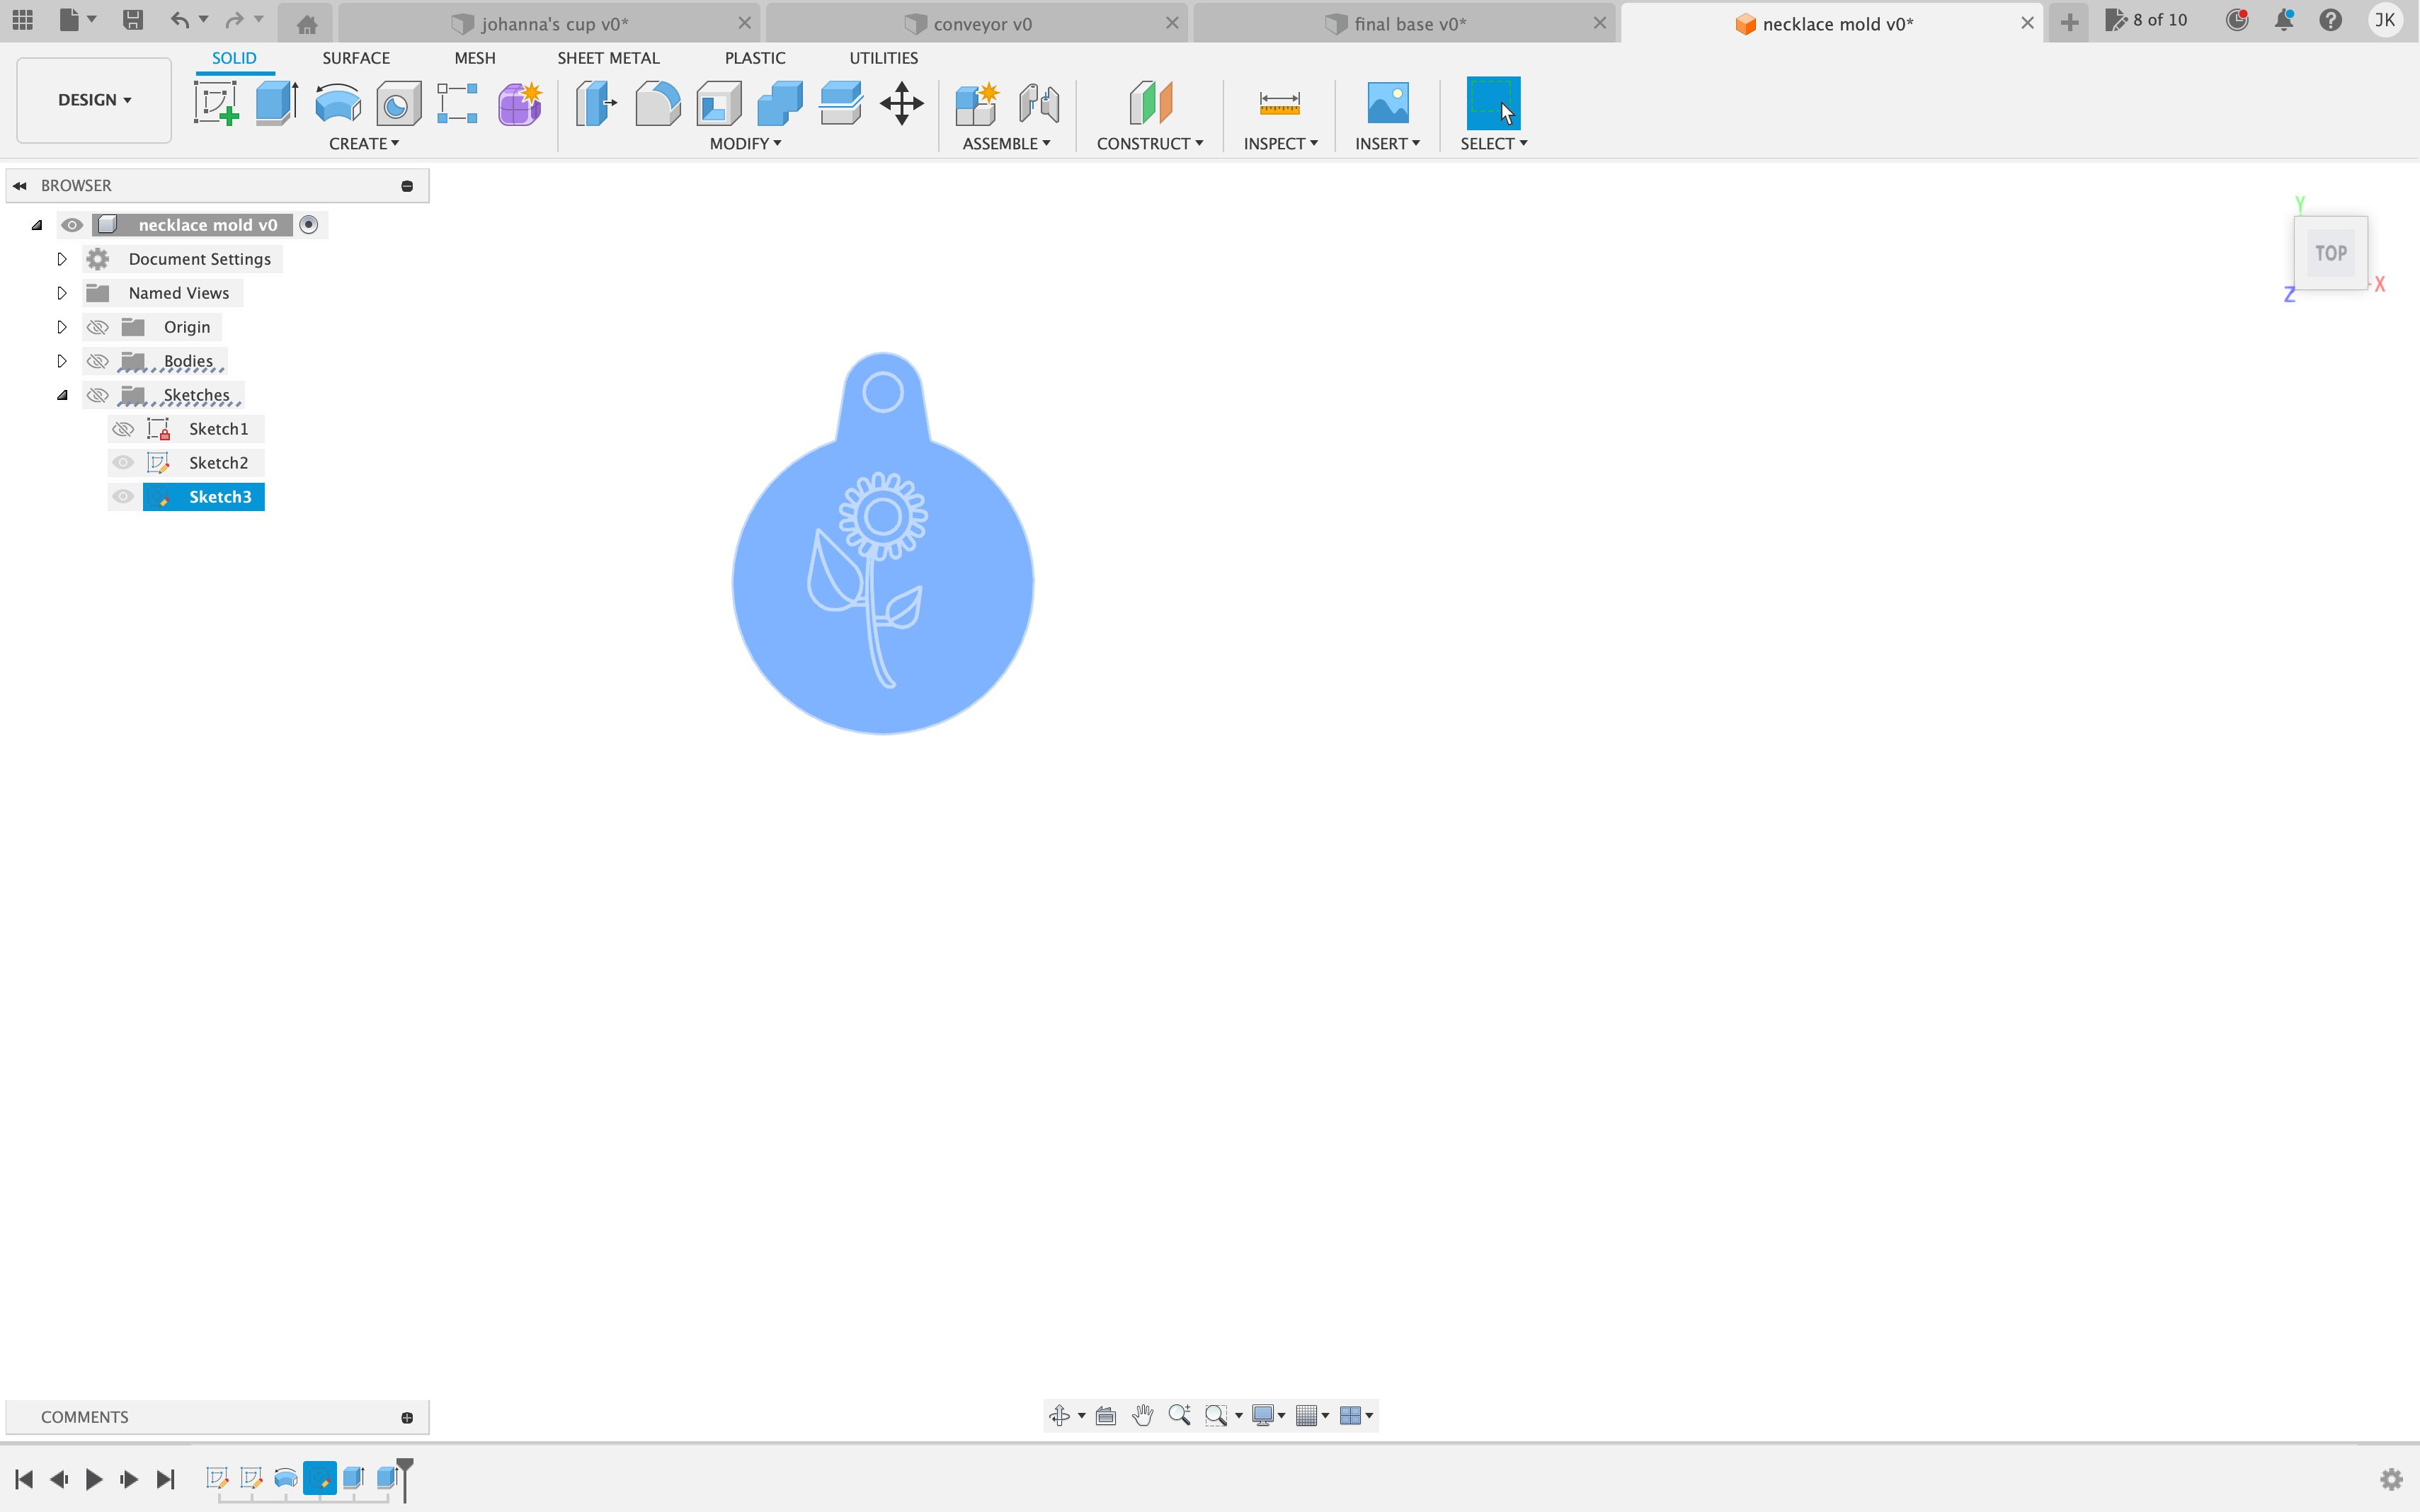 johanna's cup v0*
conveyor v0
final base v0*
necklace mold v0*
8 of 10
JK
DESIGN
SOLID
SURFACE
MESH
SHEET METAL
PLASTIC
UTILITIES
CREATE
MODIFY
ASSEMBLE
CONSTRUCT
INSPECT
INSERT
SELECT
BROWSER
necklace mold v0
Document Settings
Named Views
Origin
Bodies
Sketches
Sketch1
Sketch2
Sketch3
Y
TOP
X
Z
COMMENTS